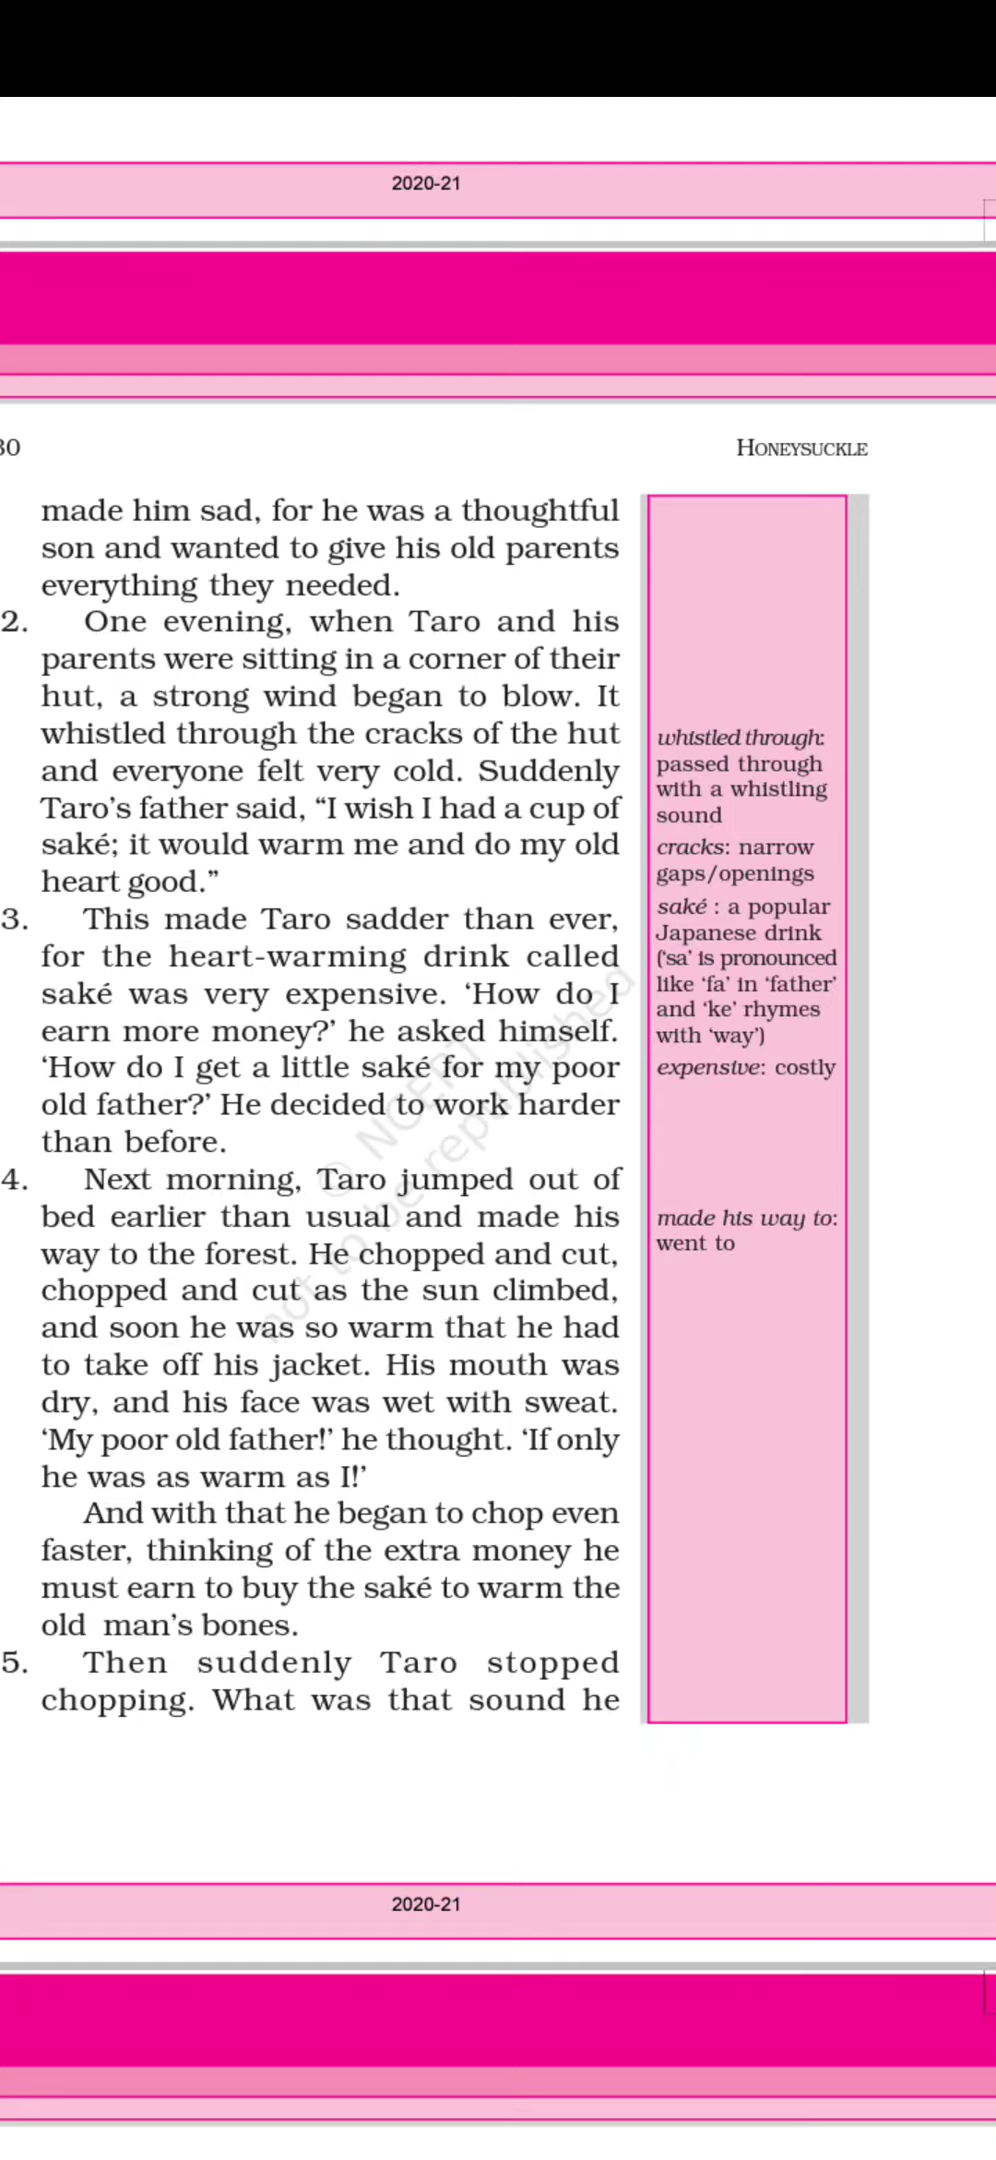 2020-21
30
HONEYSUCKLE
made him sad, for he was a thoughtful
son and wanted to give his old parents
everything they needed.
2. One evening, when Taro and his
parents were sitting in a corner of their
hut, a strong wind began to blow. It
whistled through the cracks of the hut
and everyone felt very cold. Suddenly
Taro’s father said, “I wish I had a cup of
saké; it would warm me and do my old
heart good.”
3. This made Taro sadder than ever,
for the heart-warming drink called
saké was very expensive. ‘How do I
earn more money?’ he asked himself.
‘How do I get a little saké for my poor
old father?’ He decided to work harder
than before.
4. Next morning, Taro jumped out of
bed earlier than usual and made his
way to the forest. He chopped and cut,
chopped and cut as the sun climbed,
and soon he was so warm that he had
to take off his jacket. His mouth was
dry, and his face was wet with sweat.
‘My poor old father!’ he thought. ‘If only
he was as warm as I!’
And with that he began to chop even
faster, thinking of the extra money he
must earn to buy the saké to warm the
old man’s bones.
5. Then suddenly Taro stopped
chopping. What was that sound he
whistled through:
passed through
with a whistling
sound
cracks: narrow
gaps/openings
saké : a popular
Japanese drink
(‘sa’ is pronounced
like ‘fa’ in ‘father’
and ‘ke’ rhymes
with ‘way’)
expensive: costly
made his way to:
went to
© NCERT
not to be republished
2020-21